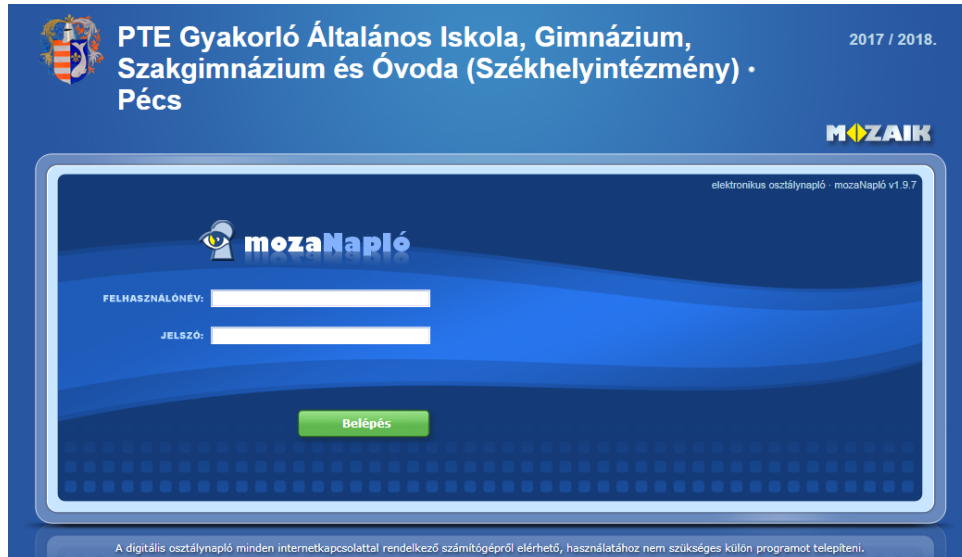 PTE Gyakorló Általános Iskola, Gimnázium,
Szakgimnázium és Óvoda (Székhelyintézmény) ·
Pécs
2017 / 2018.
MOZAIK
elektronikus osztálynapló · mozaNapló v1.9.7
mozaNapló
FELHASZNÁLÓNÉV:
JELSZÓ:
Belépés
A digitális osztálynapló minden internetkapcsolattal rendelkező számítógépről elérhető, használatához nem szükséges külön programot telepíteni.